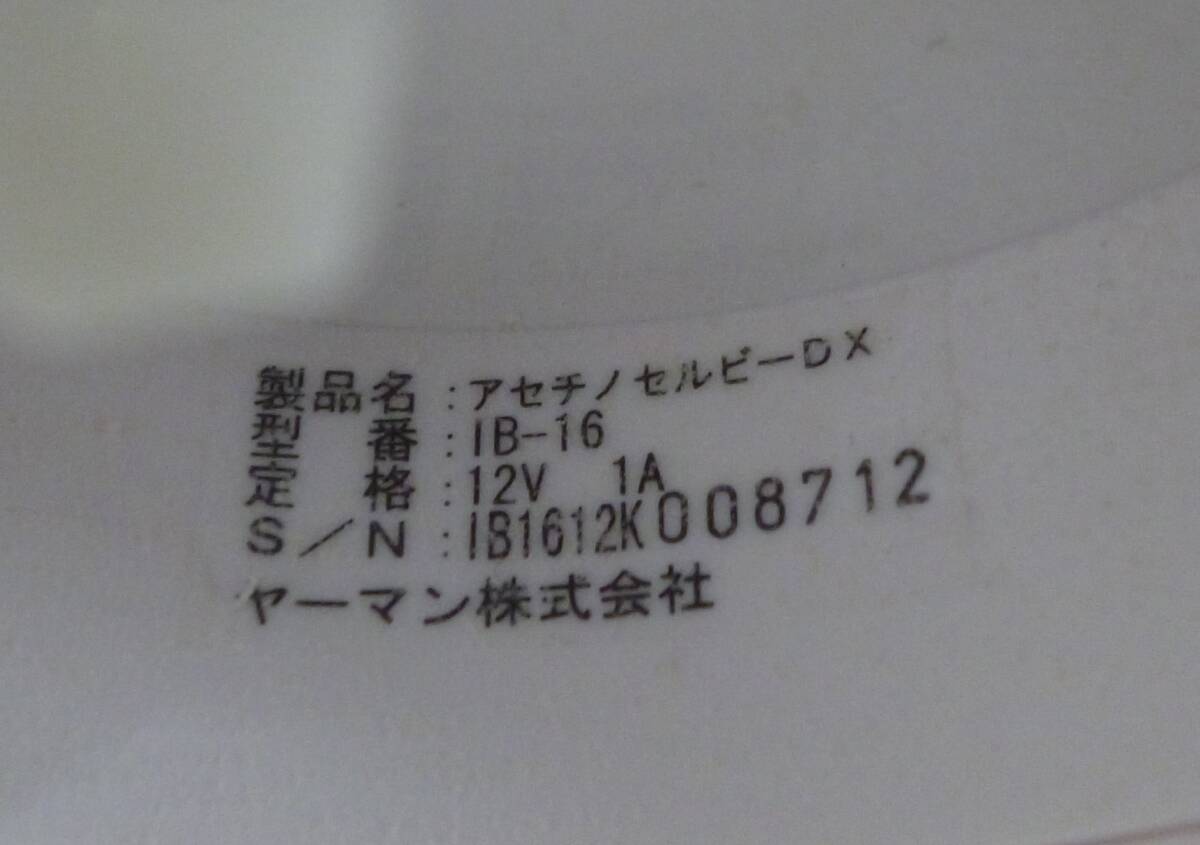 製品名:アセチノセルビーDX
型　番:IB-16
定　格:12V　1A
S／N:IB1612K008712
ヤーマン株式会社